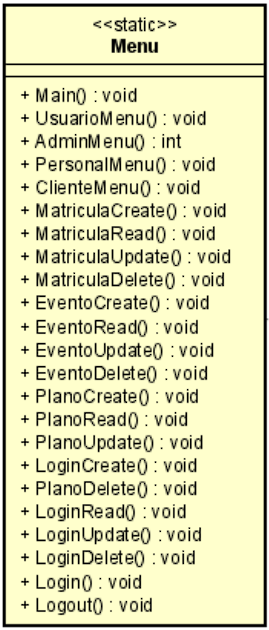 <<static>>
Menu
+ Main() : void
+ UsuarioMenu() : void
+ AdminMenu() : int
+ PersonalMenu() : void
+ ClienteMenu() : void
+ MatriculaCreate() : void
+ MatriculaRead() : void
+ MatriculaUpdate() : void
+ MatriculaDelete() : void
+ EventoCreate() : void
+ EventoRead() : void
+ EventoUpdate() : void
+ EventoDelete() : void
+ PlanoCreate() : void
+ PlanoRead() : void
+ PlanoUpdate() : void
+ LoginCreate() : void
+ PlanoDelete() : void
+ LoginRead() : void
+ LoginUpdate() : void
+ LoginDelete() : void
+ Login() : void
+ Logout() : void